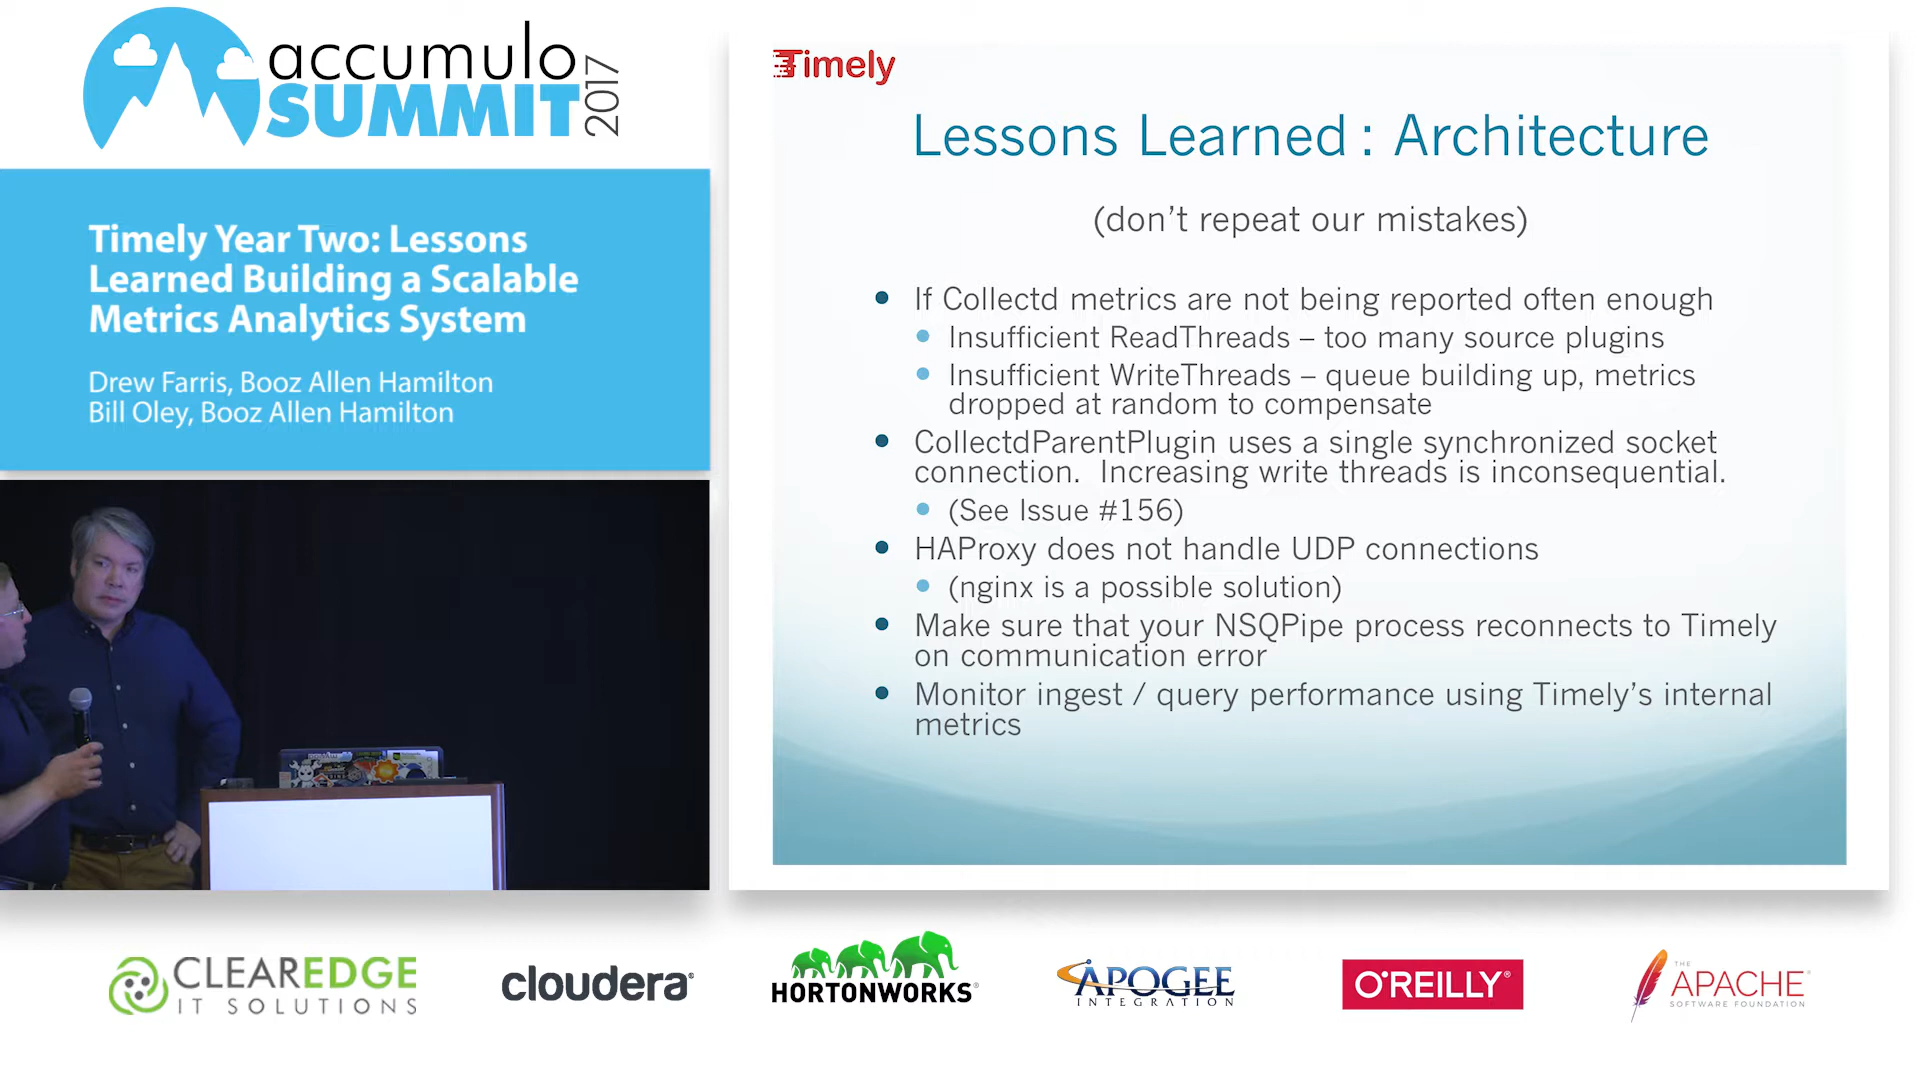 accumulo
SUMMIT
2017
Timely Year Two: Lessons
Learned Building a Scalable
Metrics Analytics System
Drew Farris, Booz Allen Hamilton
Bill Oley, Booz Allen Hamilton
Timely
Lessons Learned : Architecture
(don't repeat our mistakes)
If Collectd metrics are not being reported often enough
Insufficient ReadThreads – too many source plugins
Insufficient WriteThreads – queue building up, metrics
dropped at random to compensate
CollectdParentPlugin uses a single synchronized socket
connection.  Increasing write threads is inconsequential.
(See Issue #156)
HAProxy does not handle UDP connections
(nginx is a possible solution)
Make sure that your NSQPipe process reconnects to Timely
on communication error
Monitor ingest / query performance using Timely's internal
metrics
CLEAREDGE
IT SOLUTIONS
cloudera®
HORTONWORKS®
APOGEE
INTEGRATION
O'REILLY®
THE
APACHE®
SOFTWARE FOUNDATION